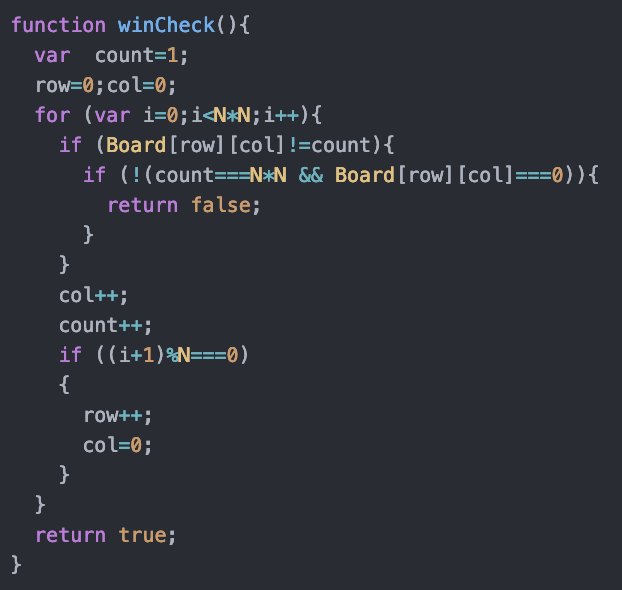 function winCheck(){
  var  count=1;
  row=0;col=0;
  for (var i=0;i<N*N;i++){
    if (Board[row][col]!=count){
      if (!(count===N*N && Board[row][col]===0)){
        return false;
      }
    }
    col++;
    count++;
    if ((i+1)%N===0)
    {
      row++;
      col=0;
    }
  }
  return true;
}